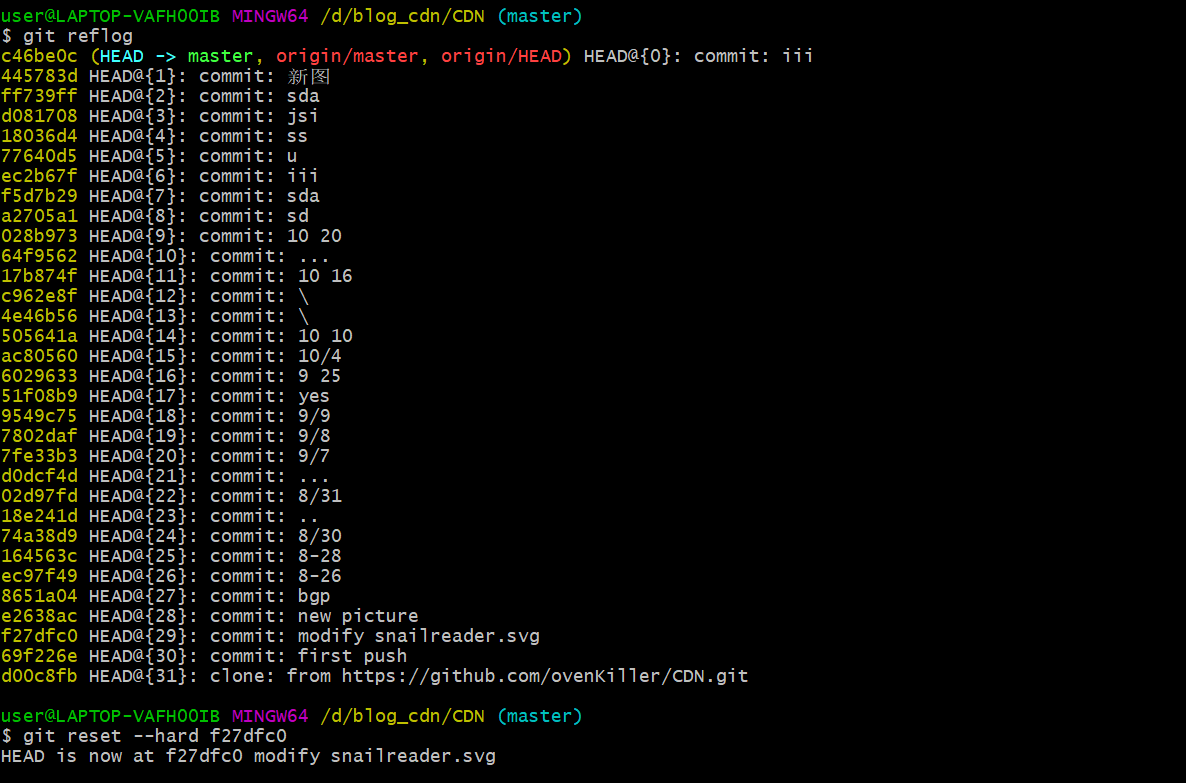 user@LAPTOP-VAFHO0IB MINGW64 /d/blog_cdn/CDN (master)
$ git reflog
c46be0c (HEAD -> master, origin/master, origin/HEAD) HEAD@{0}: commit: iii
445783d HEAD@{1}: commit: 新图
ff739ff HEAD@{2}: commit: sda
d081708 HEAD@{3}: commit: jsi
18036d4 HEAD@{4}: commit: ss
77640d5 HEAD@{5}: commit: u
ec2b67f HEAD@{6}: commit: iii
f5d7b29 HEAD@{7}: commit: sda
a2705a1 HEAD@{8}: commit: sd
028b973 HEAD@{9}: commit: 10 20
64f9562 HEAD@{10}: commit: ...
17b874f HEAD@{11}: commit: 10 16
c962e8f HEAD@{12}: commit: \
4e46b56 HEAD@{13}: commit: \
505641a HEAD@{14}: commit: 10 10
ac80560 HEAD@{15}: commit: 10/4
6029633 HEAD@{16}: commit: 9 25
51f08b9 HEAD@{17}: commit: yes
9549c75 HEAD@{18}: commit: 9/9
7802daf HEAD@{19}: commit: 9/8
7fe33b3 HEAD@{20}: commit: 9/7
d0dcf4d HEAD@{21}: commit: ...
02d97fd HEAD@{22}: commit: 8/31
18e241d HEAD@{23}: commit: ..
74a38d9 HEAD@{24}: commit: 8/30
164563c HEAD@{25}: commit: 8-28
ec97f49 HEAD@{26}: commit: 8-26
8651a04 HEAD@{27}: commit: bgp
e2638ac HEAD@{28}: commit: new picture
f27dfc0 HEAD@{29}: commit: modify snailreader.svg
69f226e HEAD@{30}: commit: first push
d00c8fb HEAD@{31}: clone: from https://github.com/ovenKiller/CDN.git
user@LAPTOP-VAFHO0IB MINGW64 /d/blog_cdn/CDN (master)
$ git reset --hard f27dfc0
HEAD is now at f27dfc0 modify snailreader.svg